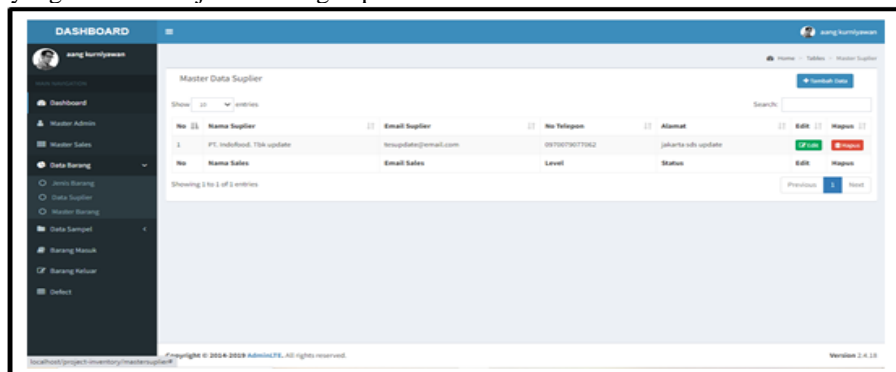 DASHBOARD
aang kurniyawan
aang kurniyawan
Home - Tables - Master Suplier
MAIN NAVIGATION
Dashboard
Master Admin
Master Sales
Data Barang
Jenis Barang
Data Suplier
Master Barang
Data Sampel
Barang Masuk
Barang Keluar
Defect
Master Data Suplier
+ Tambah Data
Show 10 entries Search:
No Nama Suplier Email Suplier No Telepon Alamat Edit Hapus
1 PT. Indofood. Tbk update tesupdate@email.com jakarta sds update Edit Hapus
No Nama Sales Email Sales Level Status Edit Hapus
Showing 1 to 1 of 1 entries Previous 1 Next
Copyright © 2014-2019 AdminLTE. All rights reserved. Version 2.4.18
localhost/project-inventory/mastersuplier#